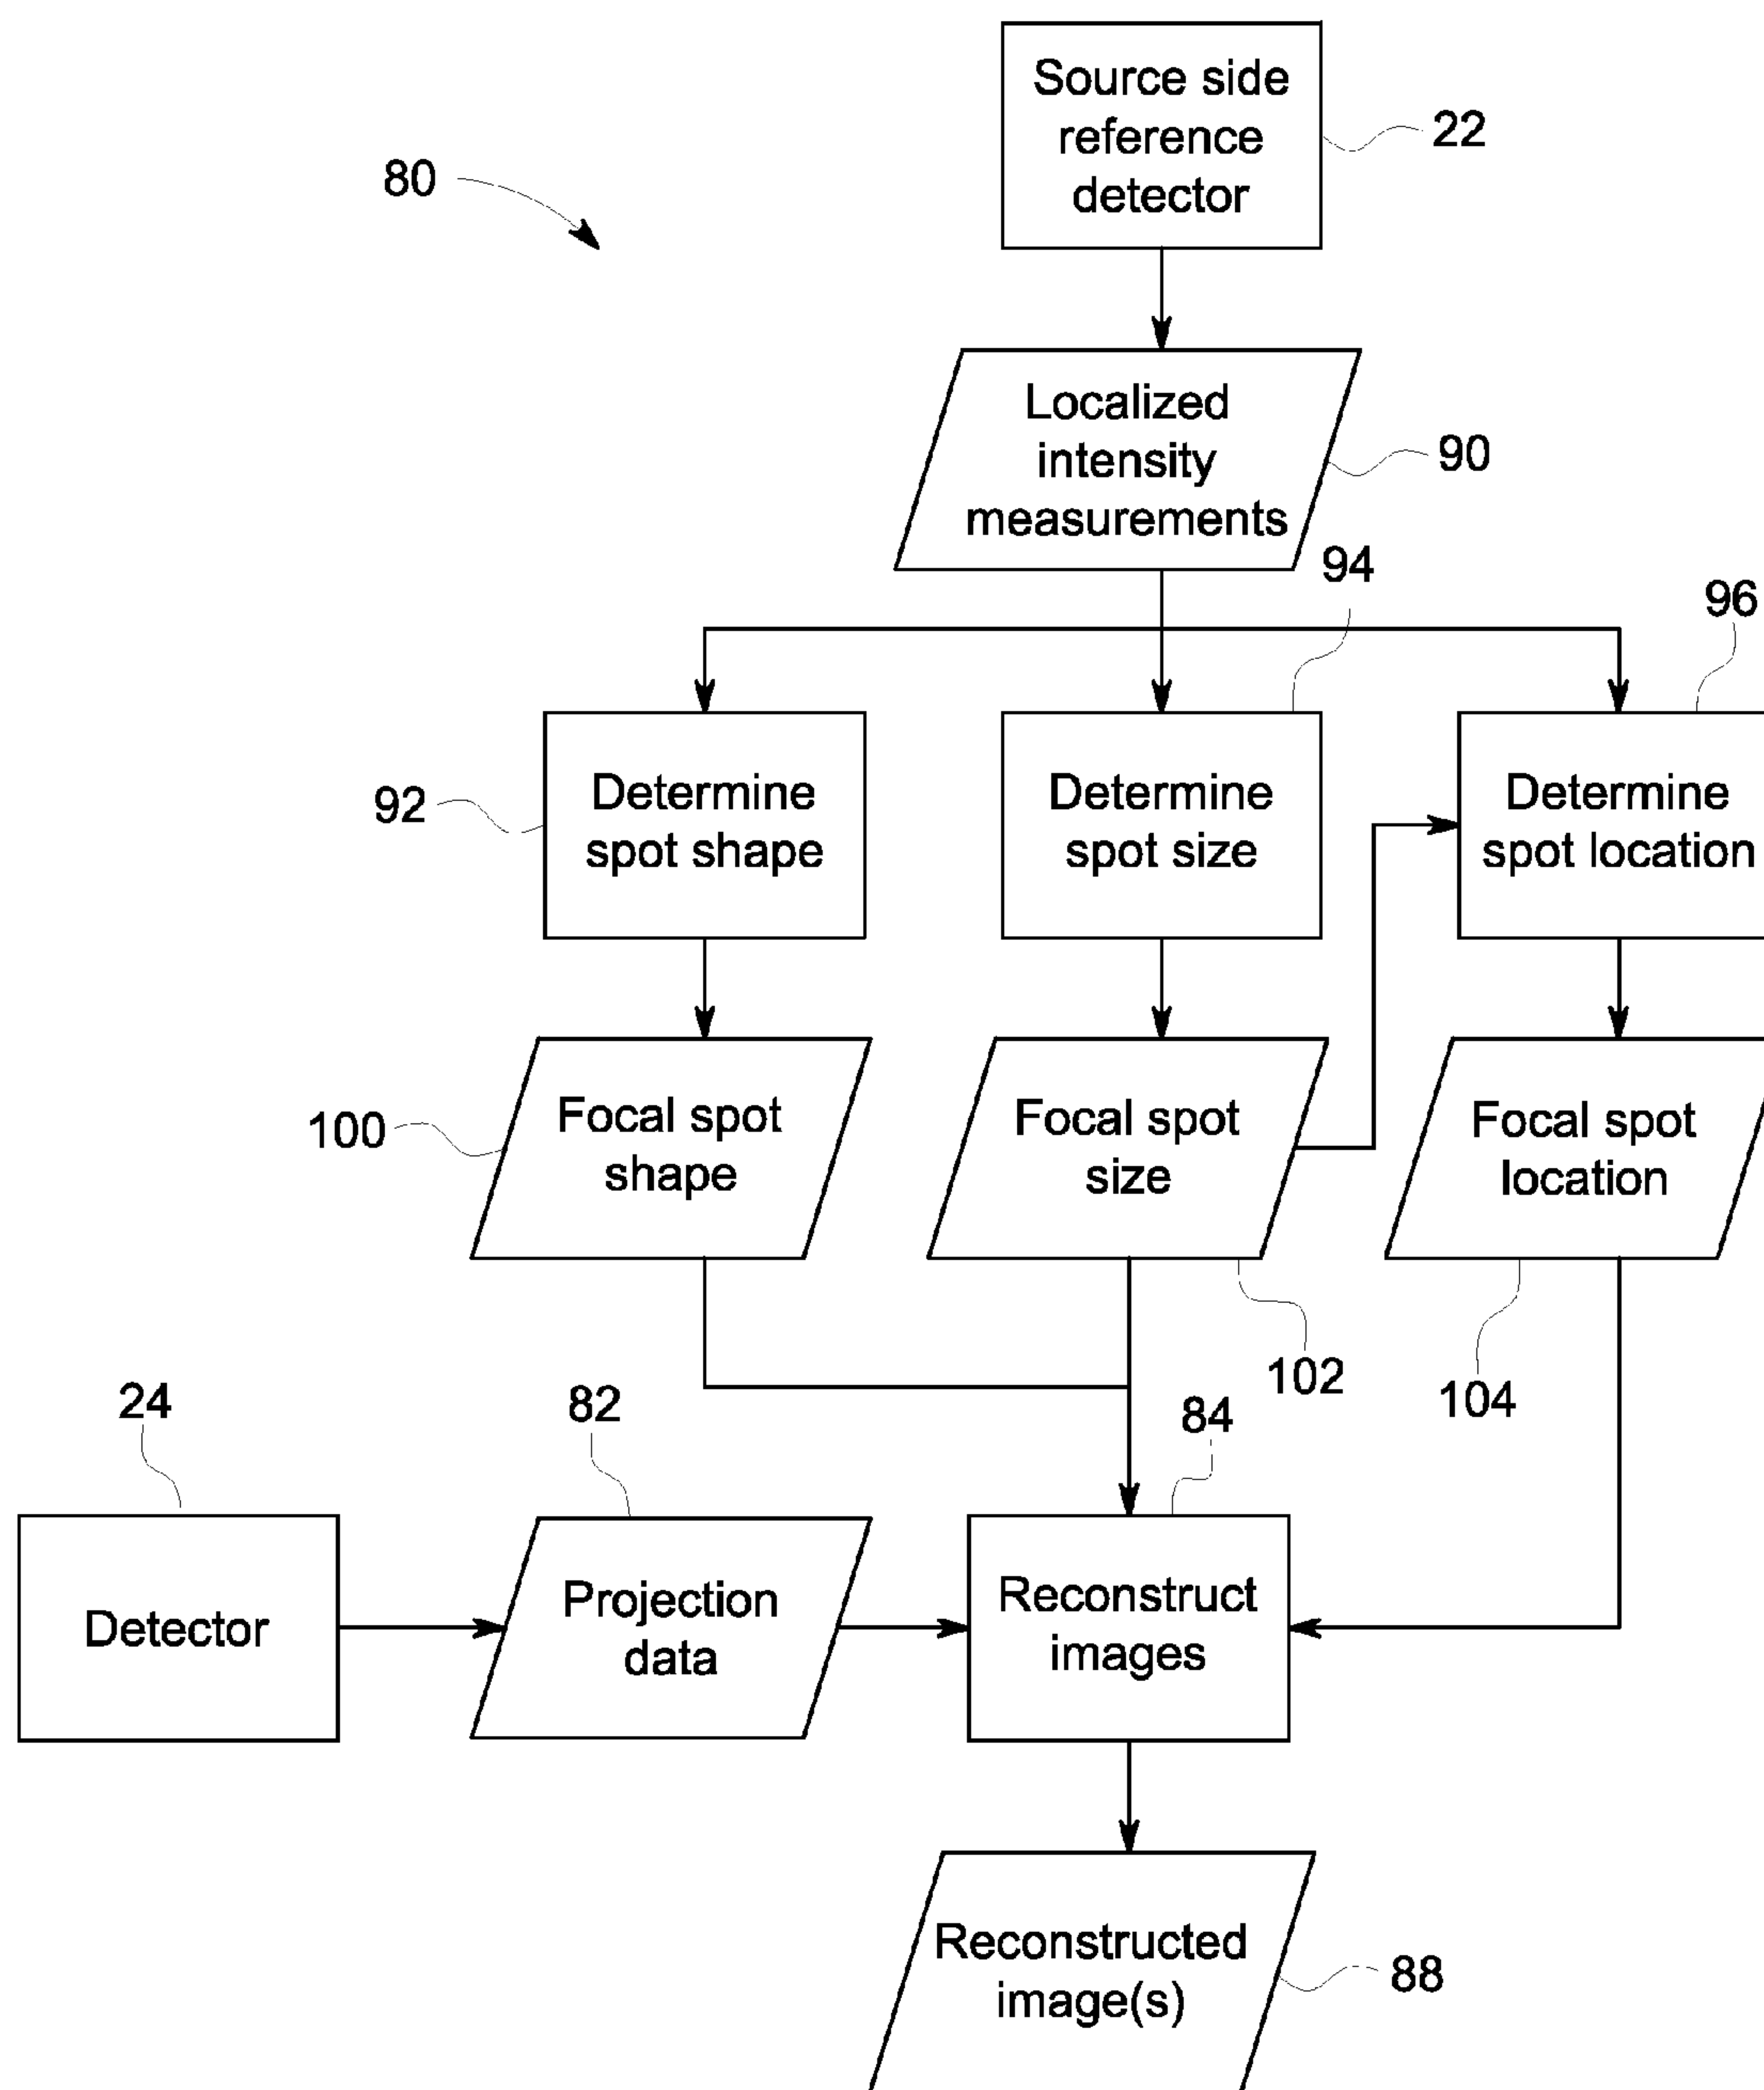 Source side
reference
detector
22
80
Localized
intensity
measurements
90
94
96
92
Determine
spot shape
Determine
spot size
Determine
spot location
100
Focal spot
shape
Focal spot
size
Focal spot
location
102
104
24
82
84
Detector
Projection
data
Reconstruct
images
Reconstructed
image(s)
88